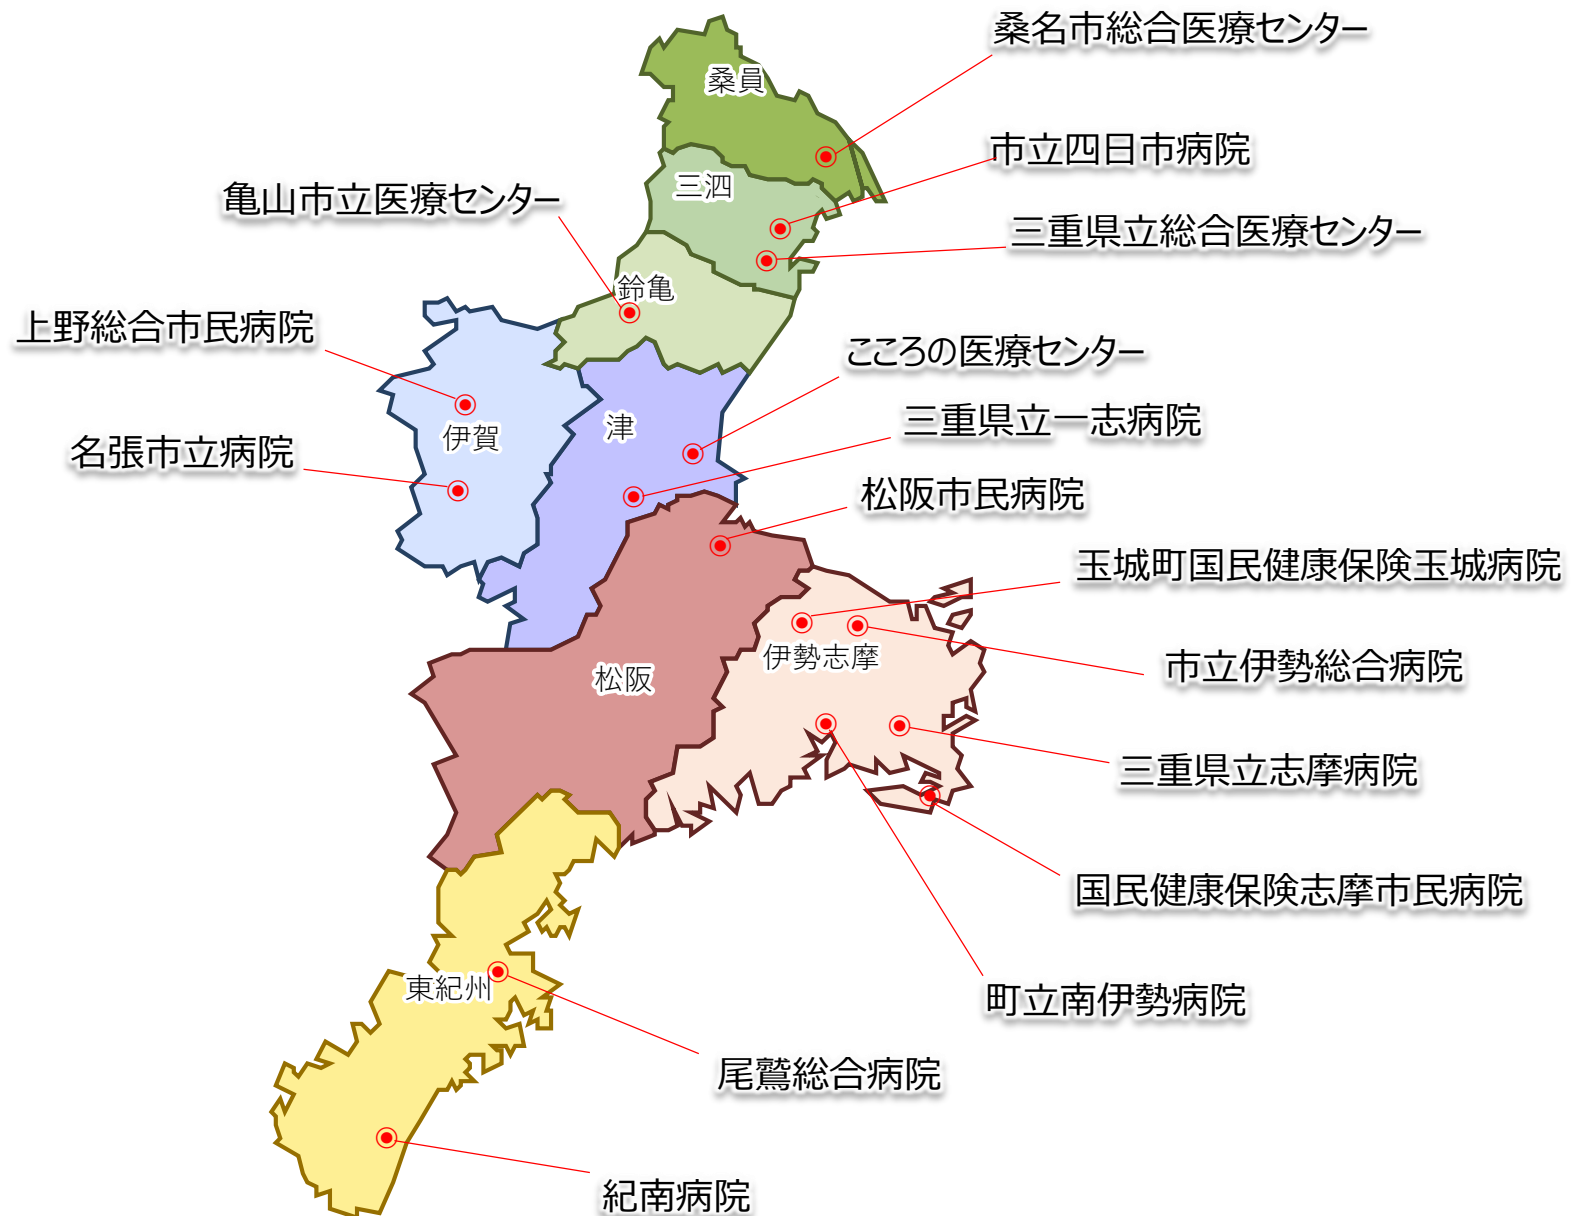 桑名市総合医療センター
桑員
市立四日市病院
三泗
亀山市立医療センター
三重県立総合医療センター
鈴亀
上野総合市民病院
こころの医療センター
三重県立一志病院
津
伊賀
名張市立病院
松阪市民病院
玉城町国民健康保険玉城病院
伊勢志摩
市立伊勢総合病院
松阪
三重県立志摩病院
国民健康保険志摩市民病院
東紀州
町立南伊勢病院
尾鷲総合病院
紀南病院